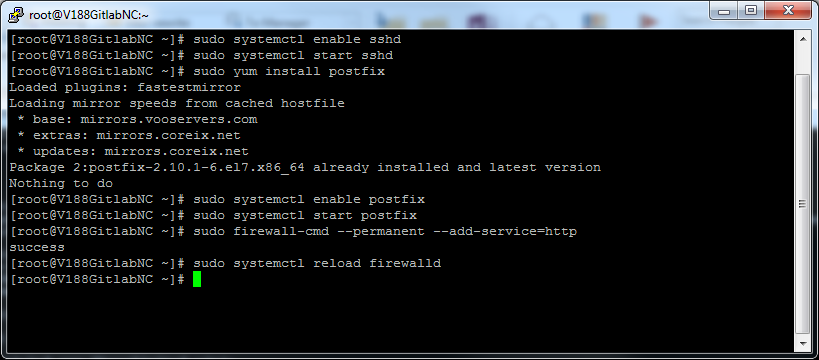 root@V188GitlabNC:~
[root@V188GitlabNC ~]# sudo systemctl enable sshd
[root@V188GitlabNC ~]# sudo systemctl start sshd
[root@V188GitlabNC ~]# sudo yum install postfix
Loaded plugins: fastestmirror
Loading mirror speeds from cached hostfile
 * base: mirrors.vooservers.com
 * extras: mirrors.coreix.net
 * updates: mirrors.coreix.net
Package 2:postfix-2.10.1-6.el7.x86_64 already installed and latest version
Nothing to do
[root@V188GitlabNC ~]# sudo systemctl enable postfix
[root@V188GitlabNC ~]# sudo systemctl start postfix
[root@V188GitlabNC ~]# sudo firewall-cmd --permanent --add-service=http
success
[root@V188GitlabNC ~]# sudo systemctl reload firewalld
[root@V188GitlabNC ~]#